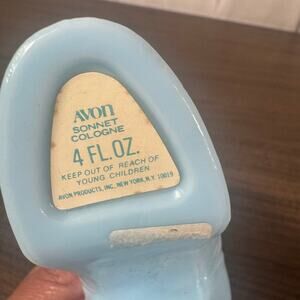 AVON
SONNET
COLOGNE
4 FL.OZ.
KEEP OUT OF REACH OF
YOUNG CHILDREN
AVON PRODUCTS, INC. NEW YORK, N.Y. 10019